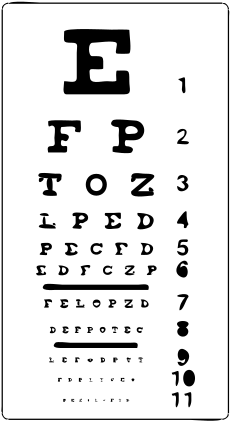 E 1
F P 2
T O Z 3
L P E D 4
P E C F D 5
E D F C Z P 6
F E L O P Z D 7
D E F P O T E C 8
L E F O D P 9
10
11